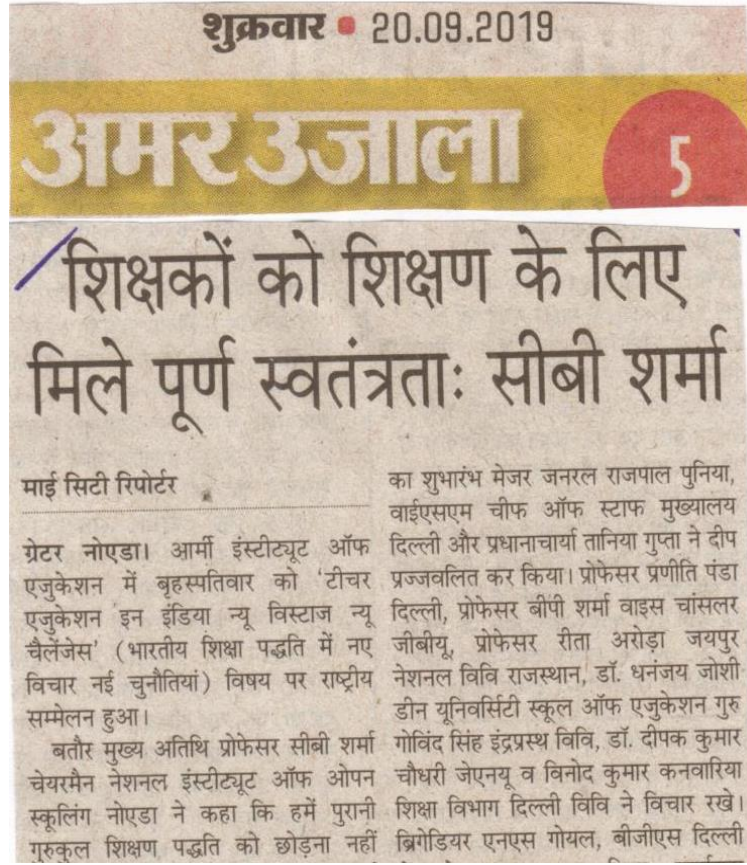 शुक्रवार • 20.09.2019
अमर उजाला
5
शिक्षकों को शिक्षण के लिए
मिले पूर्ण स्वतंत्रताः सीबी शर्मा
माई सिटी रिपोर्टर
ग्रेटर नोएडा। आर्मी इंस्टीट्यूट ऑफ
एजुकेशन में बृहस्पतिवार को 'टीचर
एजुकेशन इन इंडिया न्यू विस्टाज न्यू
चैलेंजेस' (भारतीय शिक्षा पद्धति में नए
विचार नई चुनौतियां) विषय पर राष्ट्रीय
सम्मेलन हुआ।
बतौर मुख्य अतिथि प्रोफेसर सीबी शर्मा
चेयरमैन नेशनल इंस्टीट्यूट ऑफ ओपन
स्कूलिंग नोएडा ने कहा कि हमें पुरानी
गुरुकुल शिक्षण पद्धति को छोड़ना नहीं
का शुभारंभ मेजर जनरल राजपाल पुनिया,
वाईएसएम चीफ ऑफ स्टाफ मुख्यालय
दिल्ली और प्रधानाचार्या तानिया गुप्ता ने दीप
प्रज्जवलित कर किया। प्रोफेसर प्रणीति पंडा
दिल्ली, प्रोफेसर बीपी शर्मा वाइस चांसलर
जीबीयू, प्रोफेसर रीता अरोड़ा जयपुर
नेशनल विवि राजस्थान, डॉ. धनंजय जोशी
डीन यूनिवर्सिटी स्कूल ऑफ एजुकेशन गुरु
गोविंद सिंह इंद्रप्रस्थ विवि, डॉ. दीपक कुमार
चौधरी जेएनयू व विनोद कुमार कनवारिया
शिक्षा विभाग दिल्ली विवि ने विचार रखे।
ब्रिगेडियर एनएस गोयल, बीजीएस दिल्ली